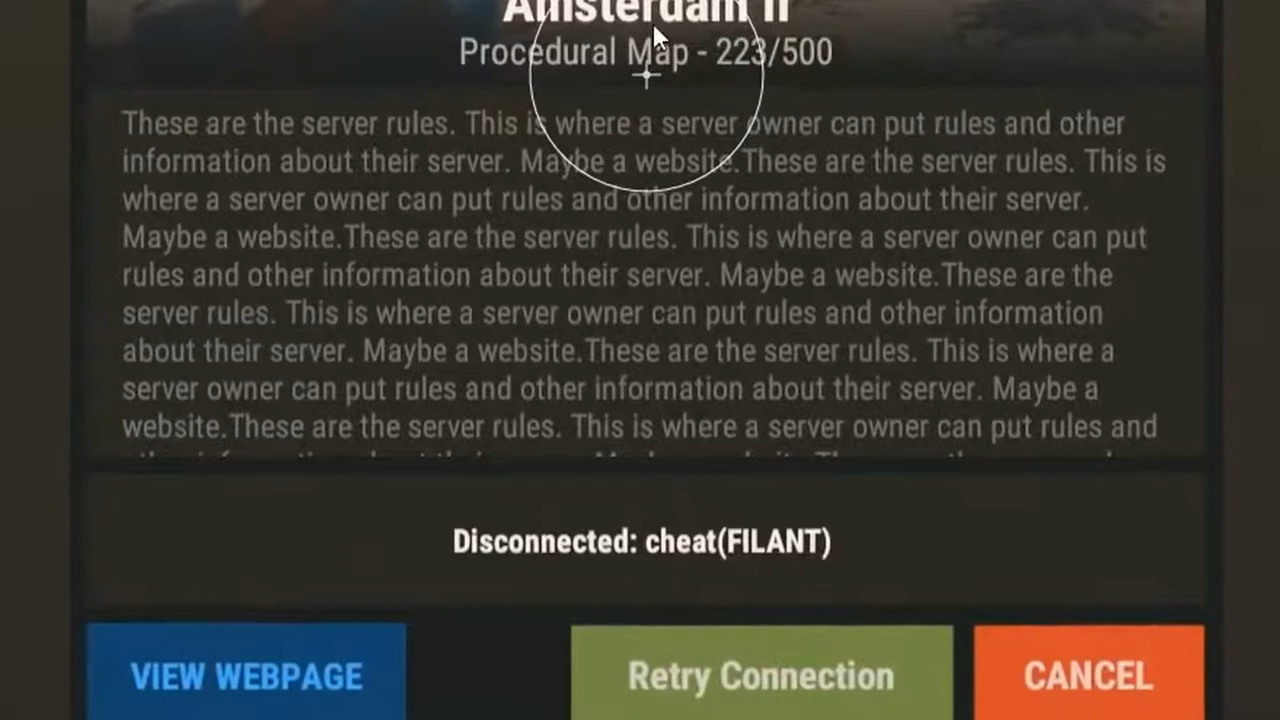 Amsterdam II
Procedural Map - 223/500
These are the server rules. This is where a server owner can put rules and other
information about their server. Maybe a website.These are the server rules. This is
where a server owner can put rules and other information about their server.
Maybe a website.These are the server rules. This is where a server owner can put
rules and other information about their server. Maybe a website.These are the
server rules. This is where a server owner can put rules and other information
about their server. Maybe a website.These are the server rules. This is where a
server owner can put rules and other information about their server. Maybe a
website.These are the server rules. This is where a server owner can put rules and
Disconnected: cheat(FILANT)
VIEW WEBPAGE
Retry Connection
CANCEL